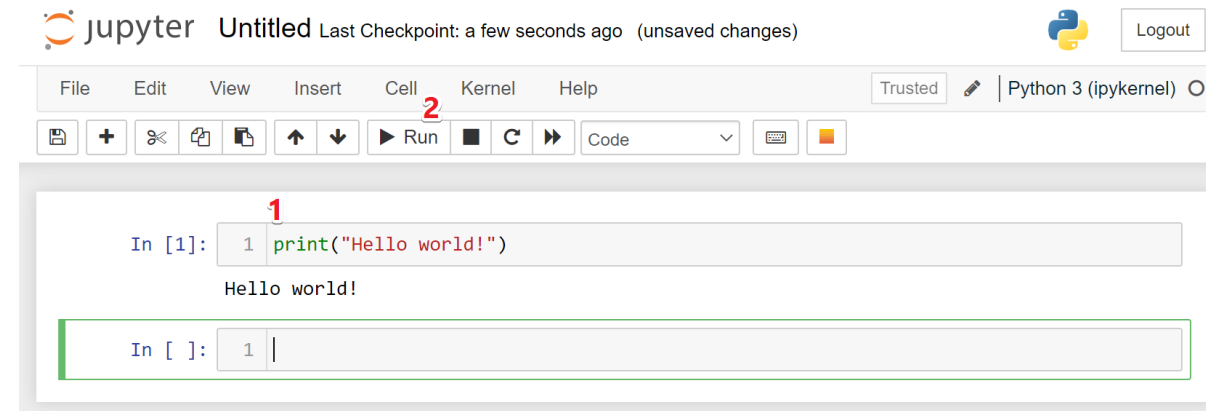 jupyter Untitled Last Checkpoint: a few seconds ago (unsaved changes) Logout
File Edit View Insert Cell Kernel Help Trusted Python 3 (ipykernel)
2
Run Code
1
In [1]: 1 print("Hello world!")
Hello world!
In [ ]: 1